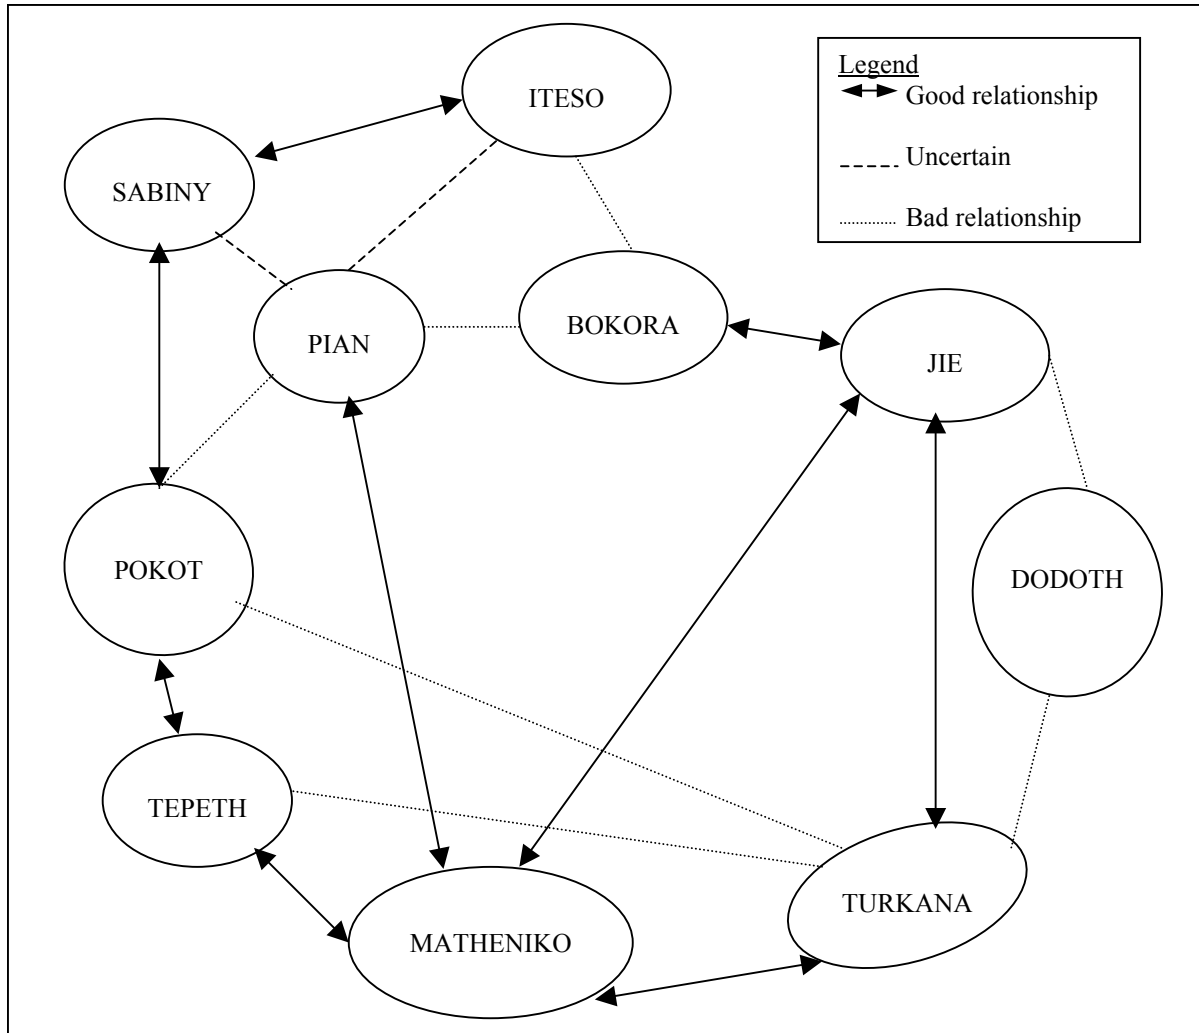 ITESO
Legend
Good relationship
Uncertain
Bad relationship
SABINY
PIAN
BOKORA
JIE
POKOT
DODOTH
TEPETH
TURKANA
MATHENIKO